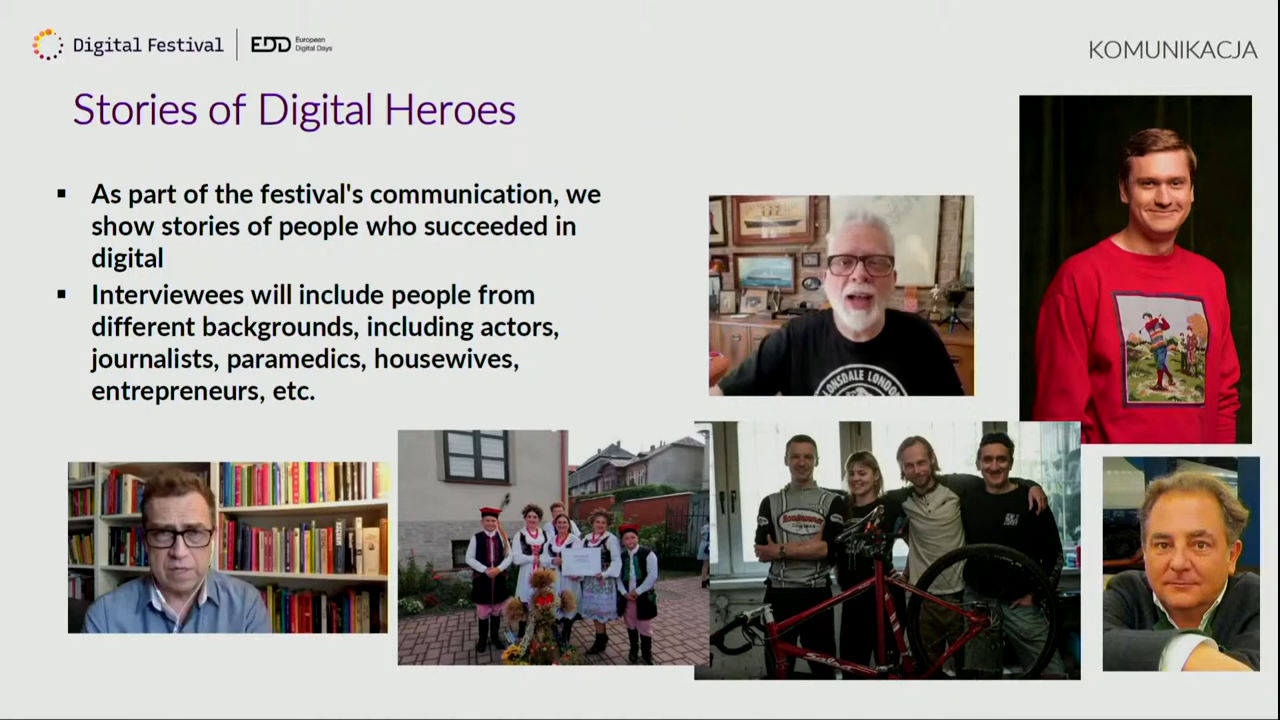 Digital Festival
EDD European
Digital Days
KOMUNIKACJA
Stories of Digital Heroes
▪ As part of the festival's communication, we
show stories of people who succeeded in
digital
▪ Interviewees will include people from
different backgrounds, including actors,
journalists, paramedics, housewives,
entrepreneurs, etc.
LONSDALE LONDON